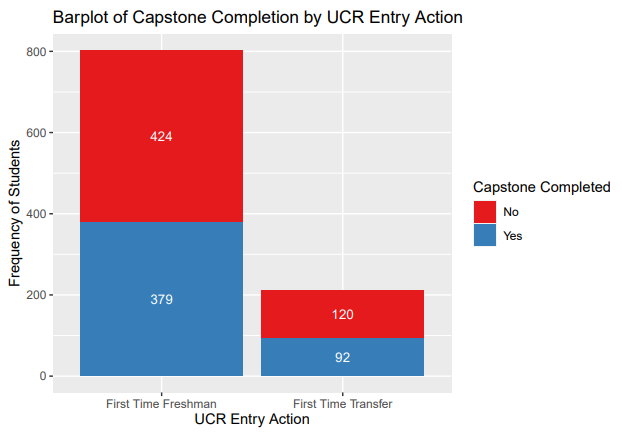 Barplot of Capstone Completion by UCR Entry Action
Frequency of Students
800
600
400
200
0
424
379
120
92
First Time Freshman
First Time Transfer
UCR Entry Action
Capstone Completed
No
Yes